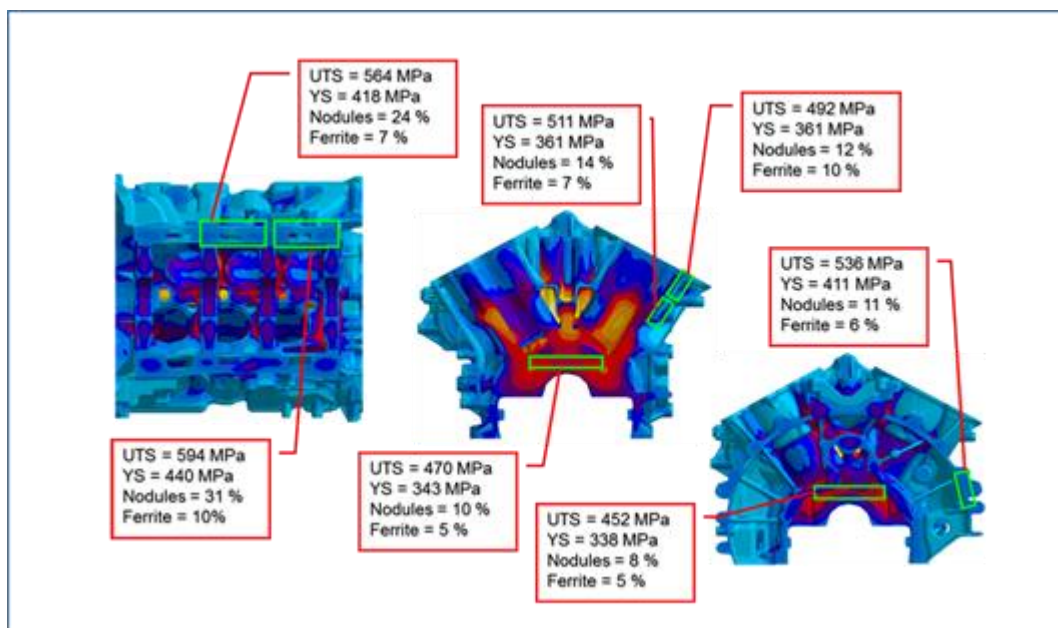 UTS = 564 MPa
YS = 418 MPa
Nodules = 24 %
Ferrite = 7 %
UTS = 511 MPa
YS = 361 MPa
Nodules = 14 %
Ferrite = 7 %
UTS = 492 MPa
YS = 361 MPa
Nodules = 12 %
Ferrite = 10 %
UTS = 536 MPa
YS = 411 MPa
Nodules = 11 %
Ferrite = 6 %
UTS = 594 MPa
YS = 440 MPa
Nodules = 31 %
Ferrite = 10%
UTS = 470 MPa
YS = 343 MPa
Nodules = 10 %
Ferrite = 5 %
UTS = 452 MPa
YS = 338 MPa
Nodules = 8 %
Ferrite = 5 %